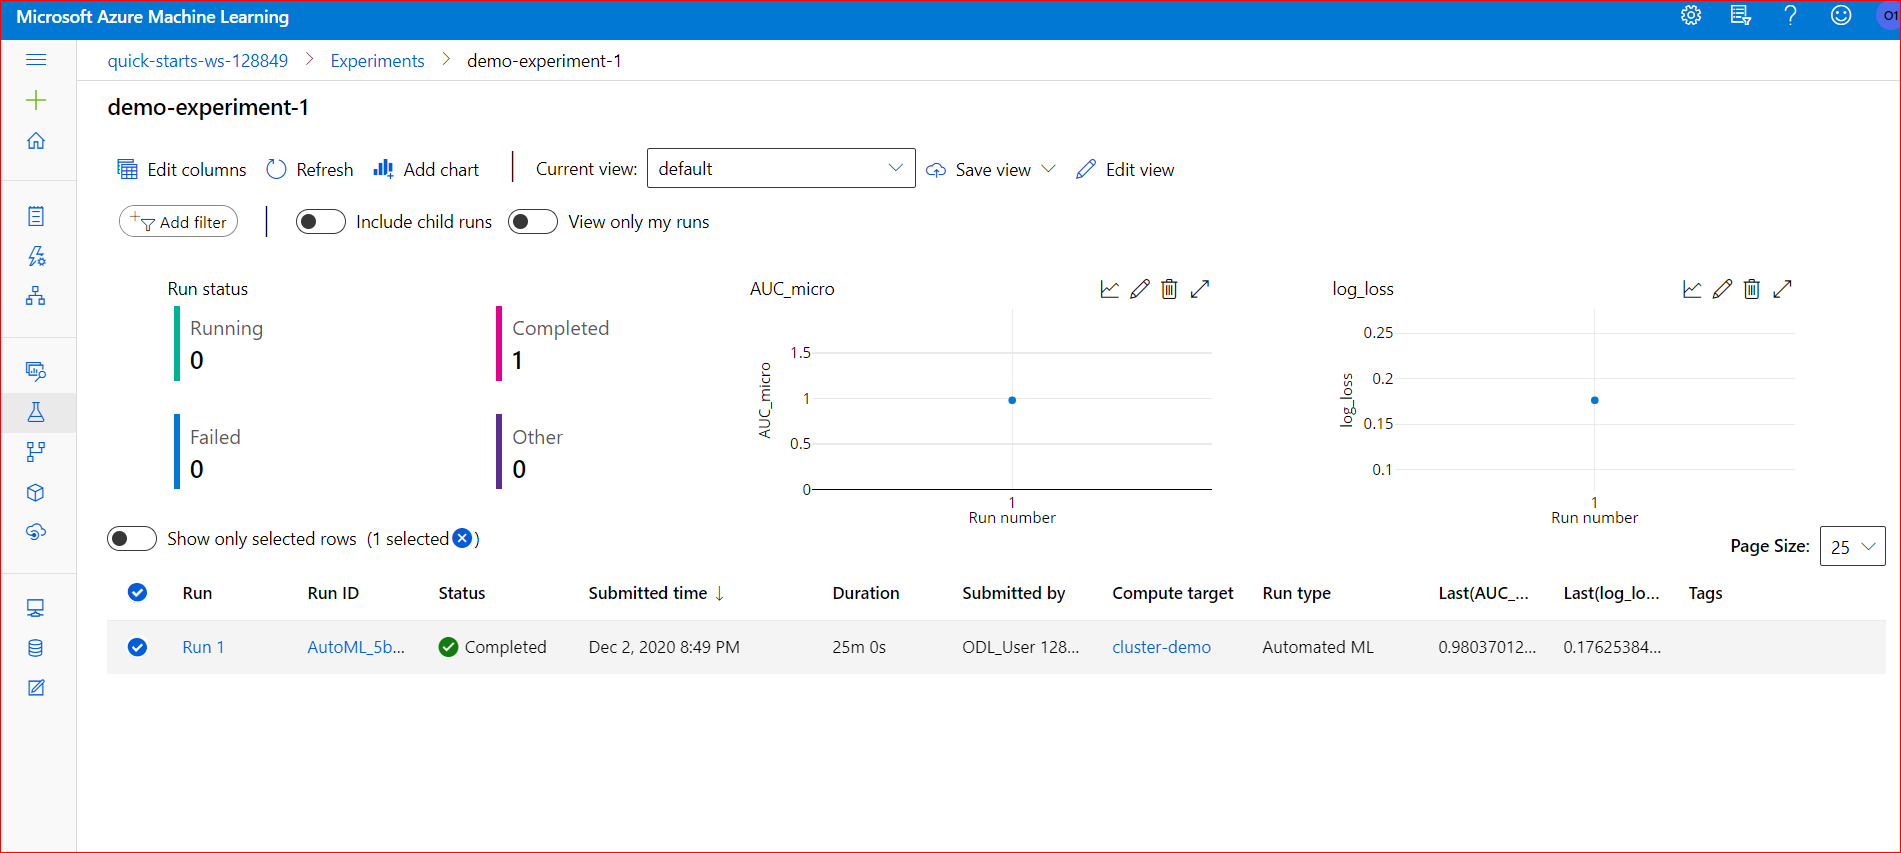 Microsoft Azure Machine Learning
O1
quick-starts-ws-128849 > Experiments > demo-experiment-1
demo-experiment-1
Edit columns Refresh Add chart Current view: default Save view Edit view
Add filter Include child runs View only my runs
Run status
Running
0
Completed
1
Failed
0
Other
0
AUC_micro
1.5
1
0.5
0
AUC_micro
1
Run number
log_loss
0.25
0.2
0.15
0.1
log_loss
1
Run number
Show only selected rows (1 selected )
Page Size: 25
Run Run ID Status Submitted time ↓ Duration Submitted by Compute target Run type Last(AUC_... Last(log_lo... Tags
Run 1 AutoML_5b... Completed Dec 2, 2020 8:49 PM 25m 0s ODL_User 128... cluster-demo Automated ML 0.98037012... 0.17625384...